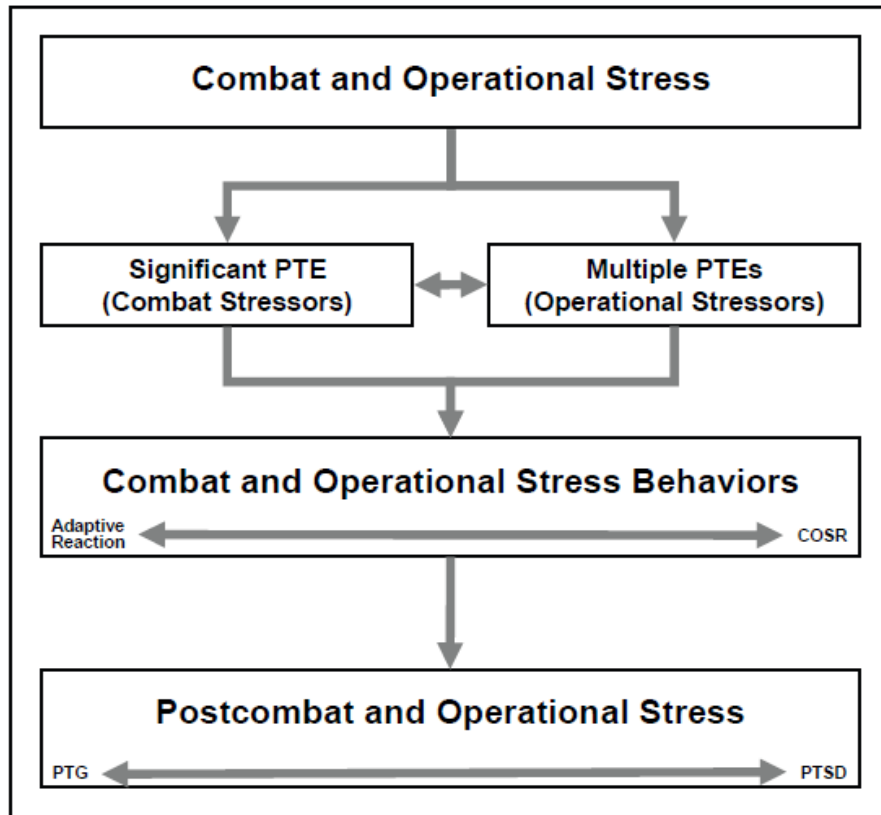 Combat and Operational Stress
Significant PTE
(Combat Stressors)
Multiple PTEs
(Operational Stressors)
Combat and Operational Stress Behaviors
Adaptive
Reaction
COSR
Postcombat and Operational Stress
PTG
PTSD